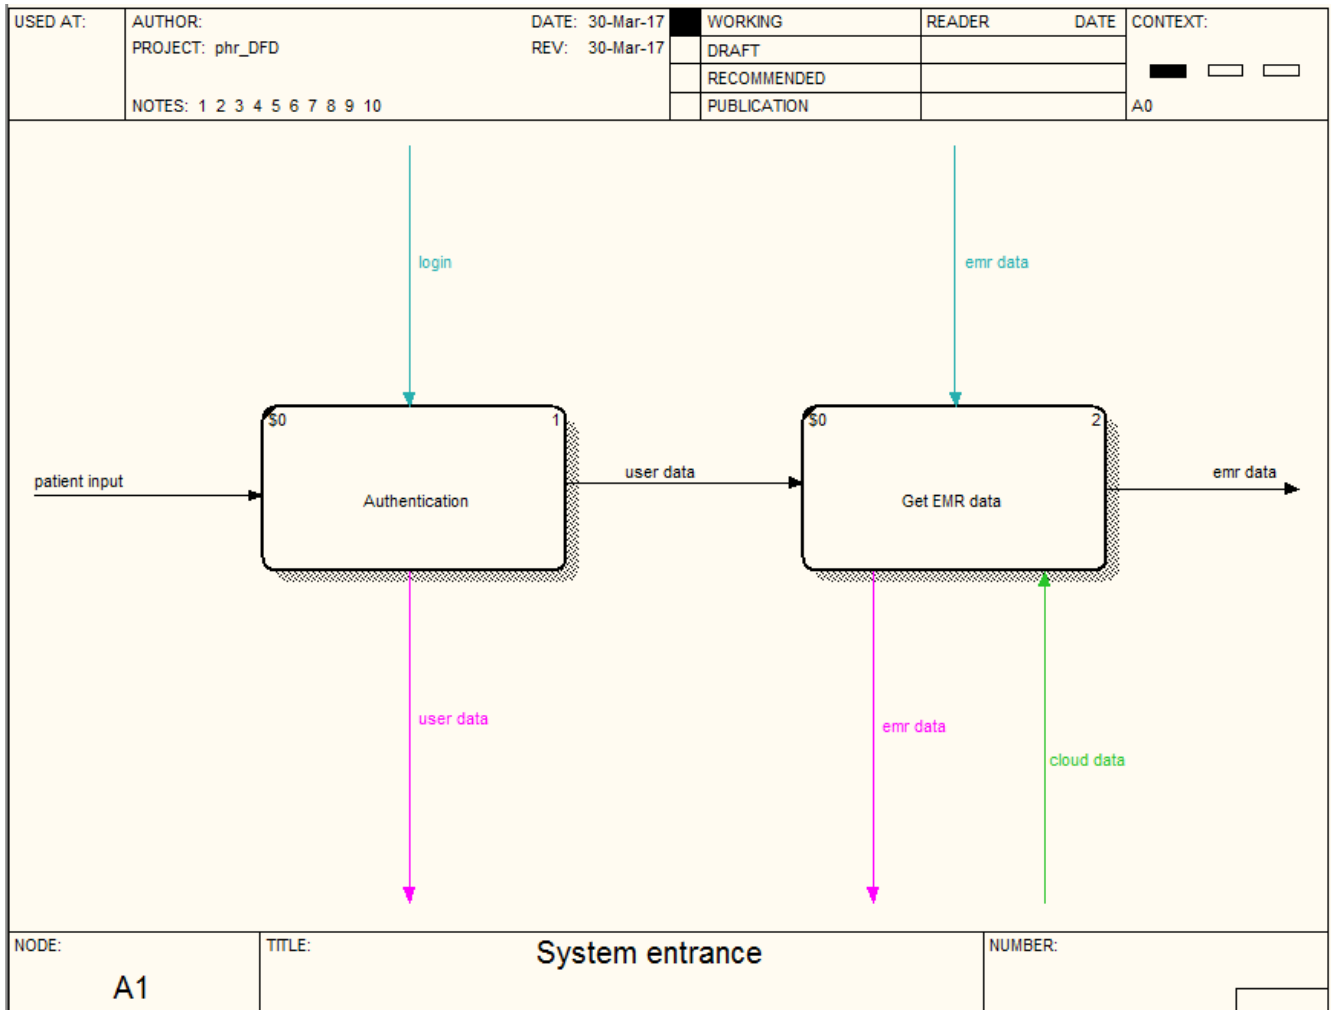 USED AT:
AUTHOR:
DATE: 30-Mar-17
WORKING
READER
DATE
CONTEXT:
PROJECT: phr_DFD
REV: 30-Mar-17
DRAFT
RECOMMENDED
NOTES: 1 2 3 4 5 6 7 8 9 10
PUBLICATION
A0
login
emr data
$0
1
$0
2
patient input
Authentication
user data
Get EMR data
emr data
user data
emr data
cloud data
NODE:
TITLE:
System entrance
NUMBER:
A1